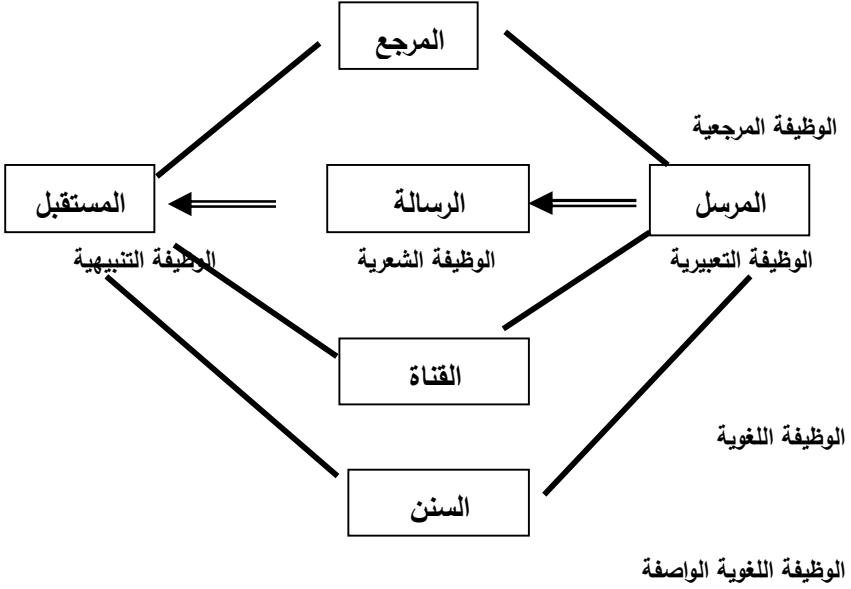 المرجع
الوظيفة المرجعية
المرسل
الرسالة
المستقبل
الوظيفة التعبيرية
الوظيفة الشعرية
الوظيفة التنبيهية
القناة
الوظيفة اللغوية
السنن
الوظيفة اللغوية الواصفة